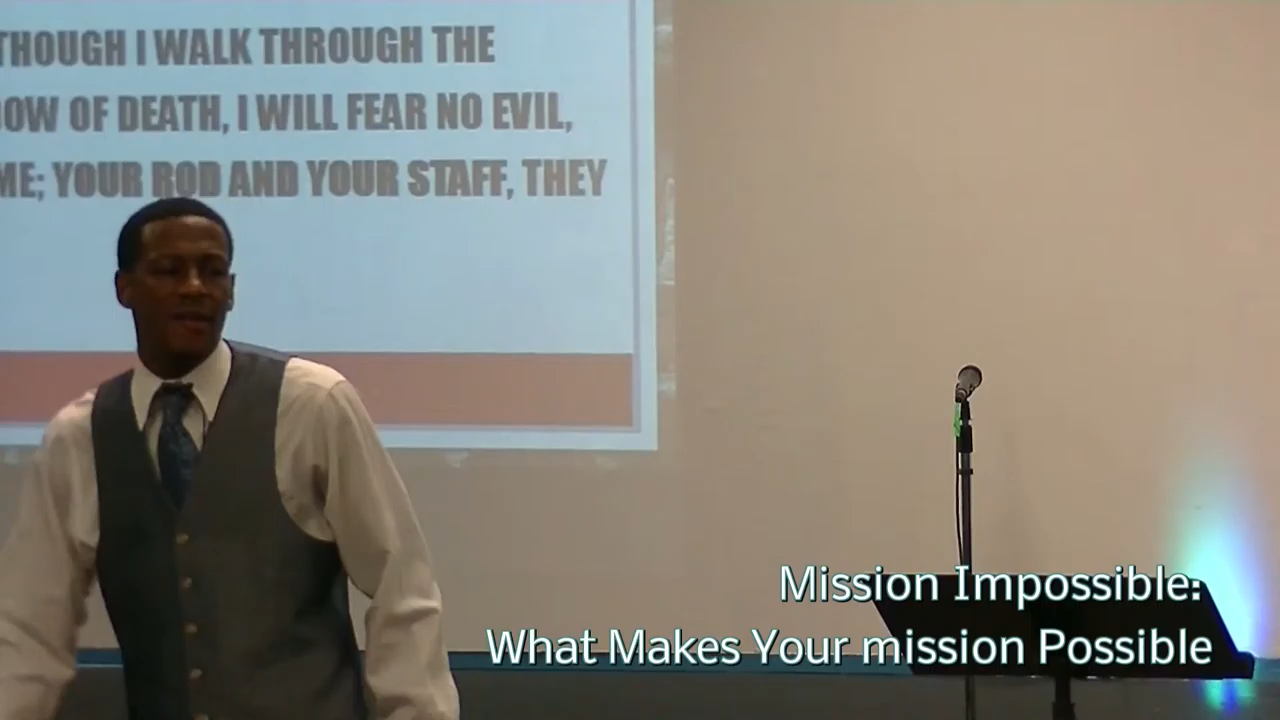 THOUGH I WALK THROUGH THE
OW OF DEATH, I WILL FEAR NO EVIL,
ME; YOUR ROD AND YOUR STAFF, THEY
Mission Impossible:
What Makes Your mission Possible